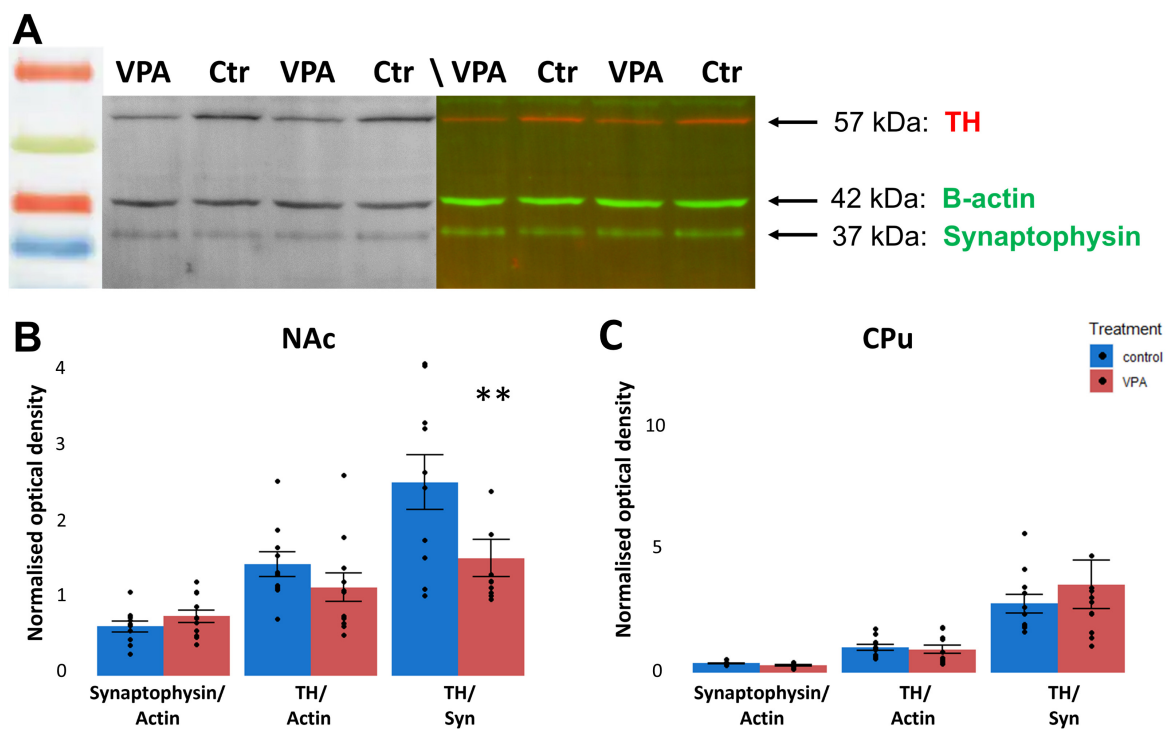 A
VPA Ctr VPA Ctr \ VPA Ctr VPA Ctr
57 kDa: TH
42 kDa: B-actin
37 kDa: Synaptophysin
B
NAc
Normalised optical density
4
3
2
1
0
**
Synaptophysin/
Actin
TH/
Actin
TH/
Syn
C
CPu
Treatment
control
VPA
Normalised optical density
10
5
0
Synaptophysin/
Actin
TH/
Actin
TH/
Syn